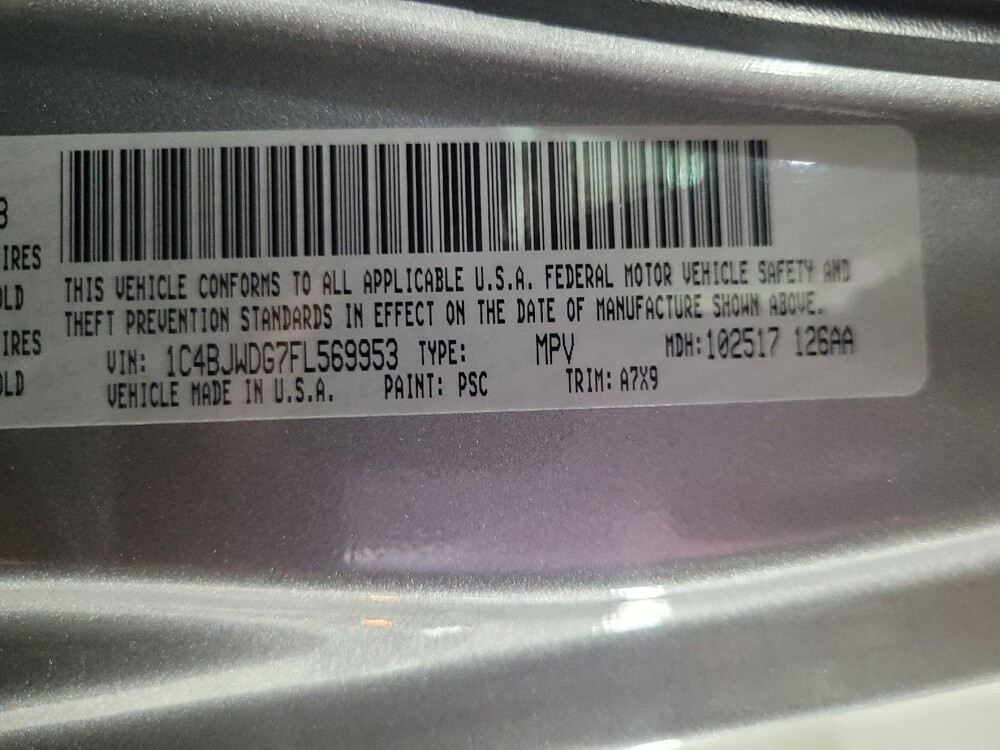 3
IRES
OLD
IRES
OLD
THIS VEHICLE CONFORMS TO ALL APPLICABLE U.S.A. FEDERAL MOTOR VEHICLE SAFETY AND
THEFT PREVENTION STANDARDS IN EFFECT ON THE DATE OF MANUFACTURE SHOWN ABOVE.
VIN: 1C4BJWDG7FL569953 TYPE: MPV MDH:102517 126AA
VEHICLE MADE IN U.S.A. PAINT: PSC TRIM: A7X9